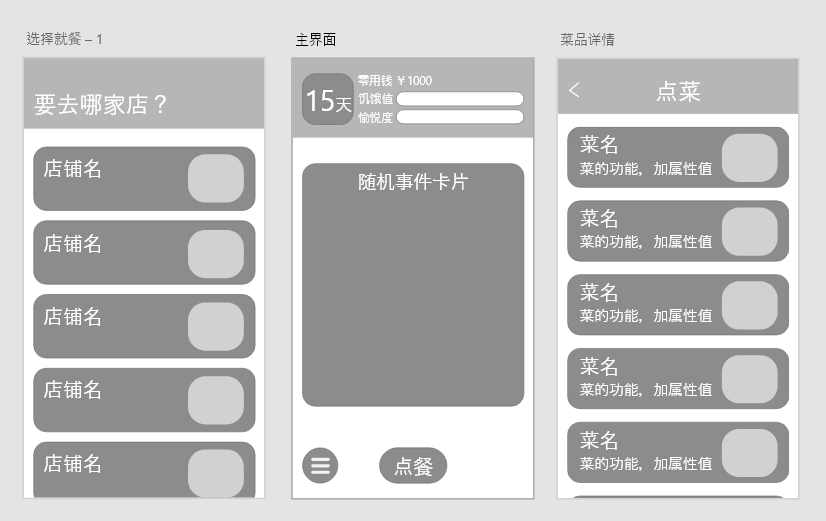 选择就餐 – 1
要去哪家店？
店铺名
店铺名
店铺名
店铺名
店铺名
主界面
15天
零用钱 ￥1000
饥饿值
愉悦度
随机事件卡片
点餐
菜品详情
点菜
菜名
菜的功能，加属性值
菜名
菜的功能，加属性值
菜名
菜的功能，加属性值
菜名
菜的功能，加属性值
菜名
菜的功能，加属性值